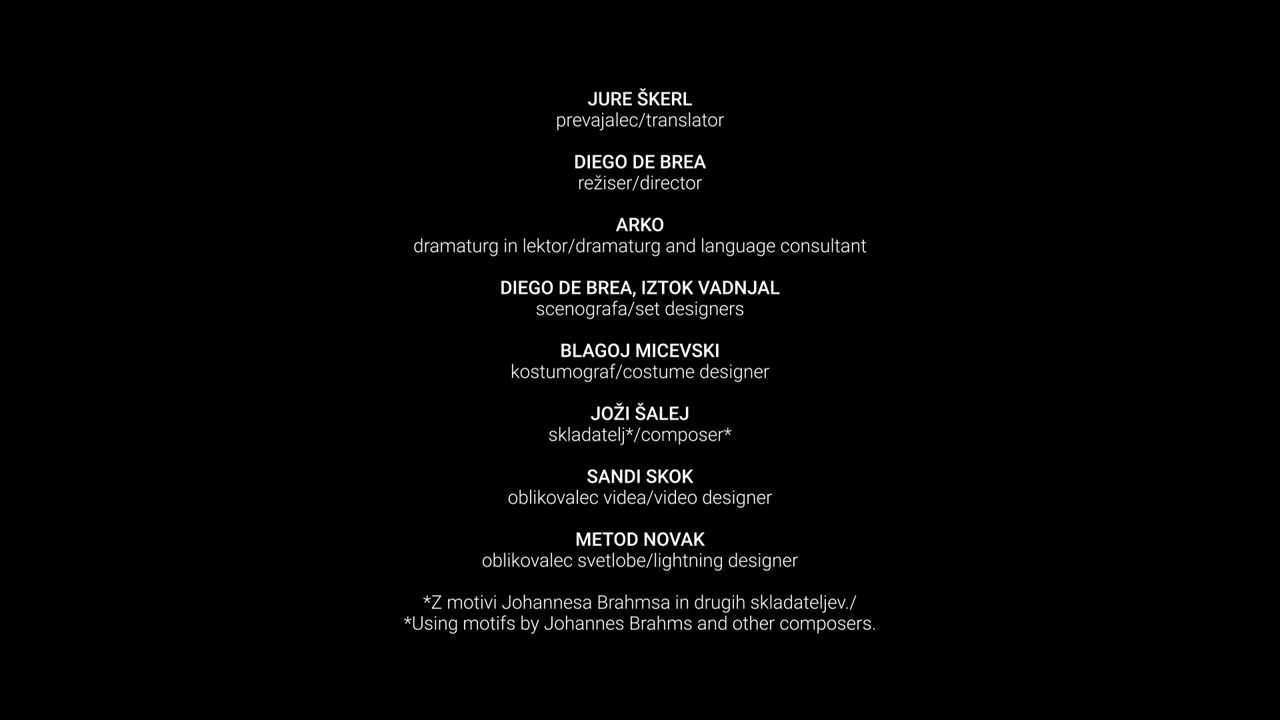 JURE ŠKERL
prevajalec/translator
DIEGO DE BREA
režiser/director
ARKO
dramaturg in lektor/dramaturg and language consultant
DIEGO DE BREA, IZTOK VADNJAL
scenografa/set designers
BLAGOJ MICEVSKI
kostumograf/costume designer
JOŽI ŠALEJ
skladatelj*/composer*
SANDI SKOK
oblikovalec videa/video designer
METOD NOVAK
oblikovalec svetlobe/lightning designer
*Z motivi Johannesa Brahmsa in drugih skladateljev./
*Using motifs by Johannes Brahms and other composers.